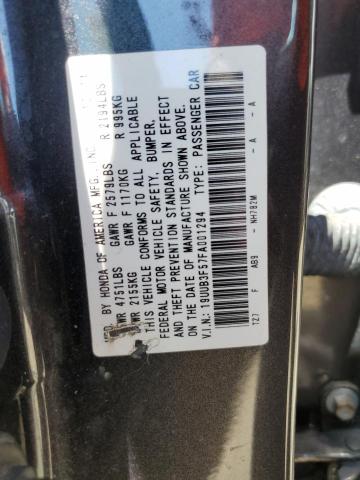 MFD. BY HONDA OF AMERICA MFG., INC.
GVWR 4751LBS GAWR F 2579LBS R 2194LBS
GVWR 2155KG GAWR F 1170KG R 995KG
THIS VEHICLE CONFORMS TO ALL APPLICABLE
FEDERAL MOTOR VEHICLE SAFETY, BUMPER,
AND THEFT PREVENTION STANDARDS IN EFFECT
ON THE DATE OF MANUFACTURE SHOWN ABOVE.
V.I.N.: 19UUB3F57FA001294 TYPE: PASSENGER CAR
TZ7 F AB9 - NH782M - A - A